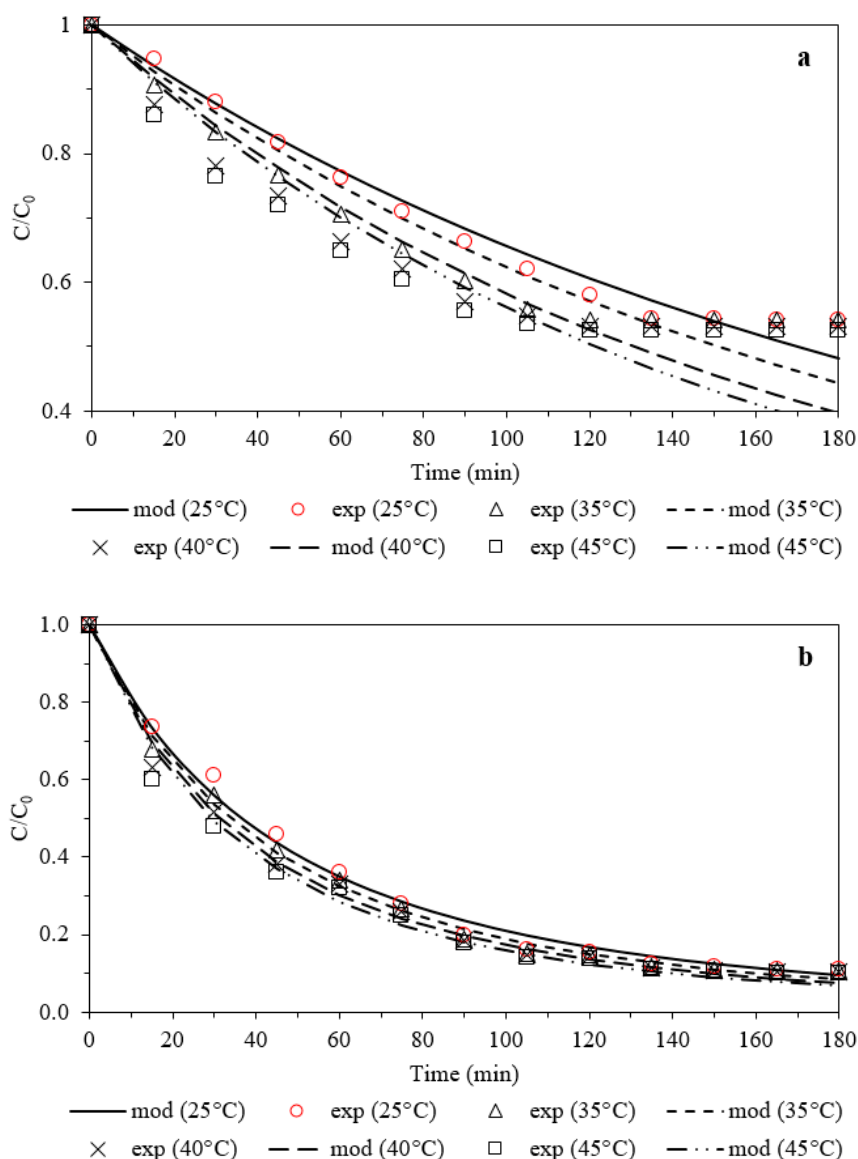 a
1
0.8
0.6
0.4
C/C₀
0 20 40 60 80 100 120 140 160 180
Time (min)
mod (25°C) exp (25°C) exp (35°C) mod (35°C)
exp (40°C) mod (40°C) exp (45°C) mod (45°C)
b
1.0
0.8
0.6
0.4
0.2
0.0
C/C₀
0 20 40 60 80 100 120 140 160 180
Time (min)
mod (25°C) exp (25°C) exp (35°C) mod (35°C)
exp (40°C) mod (40°C) exp (45°C) mod (45°C)